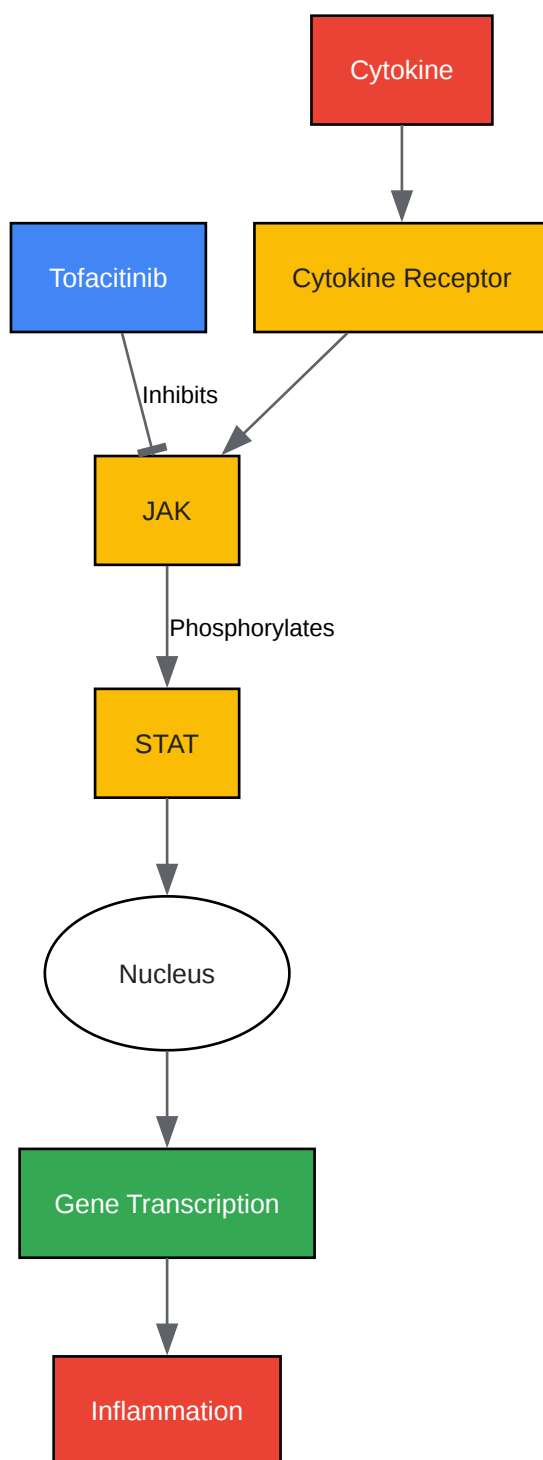 Cytokine
Tofacitinib
Cytokine Receptor
Inhibits
JAK
Phosphorylates
STAT
Nucleus
Gene Transcription
Inflammation